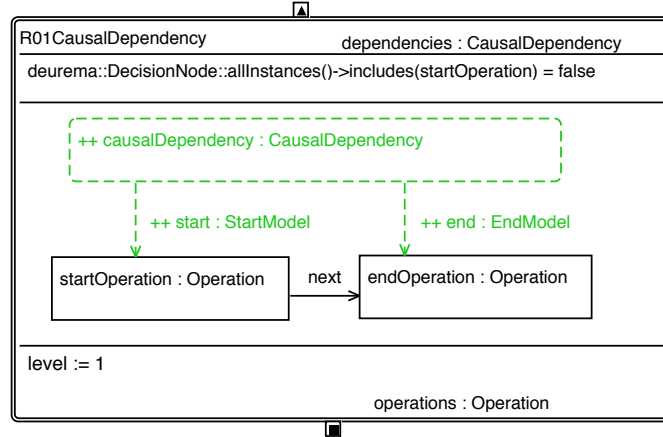 R01CausalDependency
dependencies : CausalDependency
deurema::DecisionNode::allInstances()->includes(startOperation) = false
++ causalDependency : CausalDependency
++ start : StartModel
++ end : EndModel
startOperation : Operation
next
endOperation : Operation
level := 1
operations : Operation